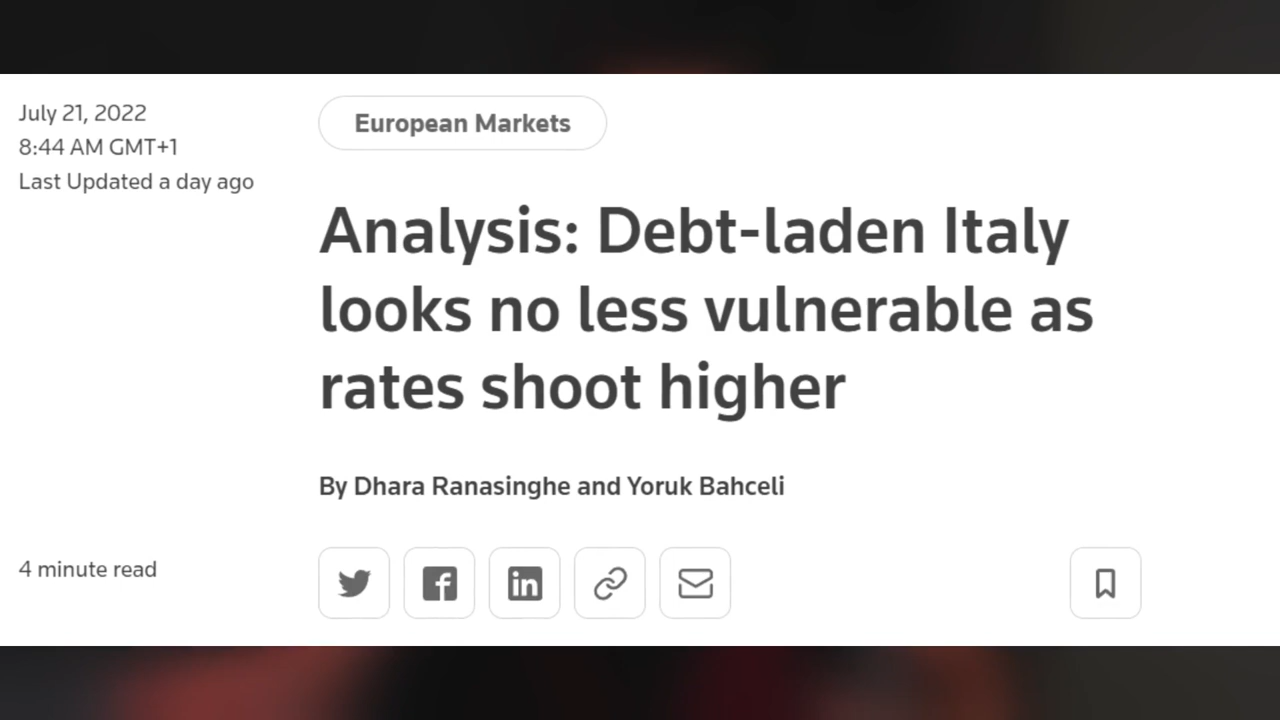 July 21, 2022
8:44 AM GMT+1
Last Updated a day ago
European Markets
Analysis: Debt-laden Italy
looks no less vulnerable as
rates shoot higher
By Dhara Ranasinghe and Yoruk Bahceli
4 minute read